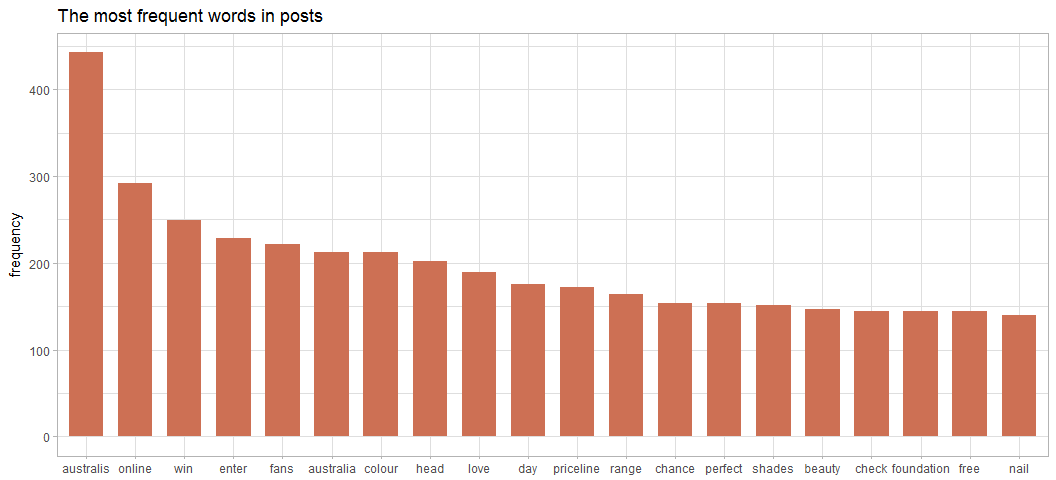 The most frequent words in posts
frequency
400
300
200
100
0
australis online win enter fans australia colour head love day priceline range chance perfect shades beauty check foundation free nail